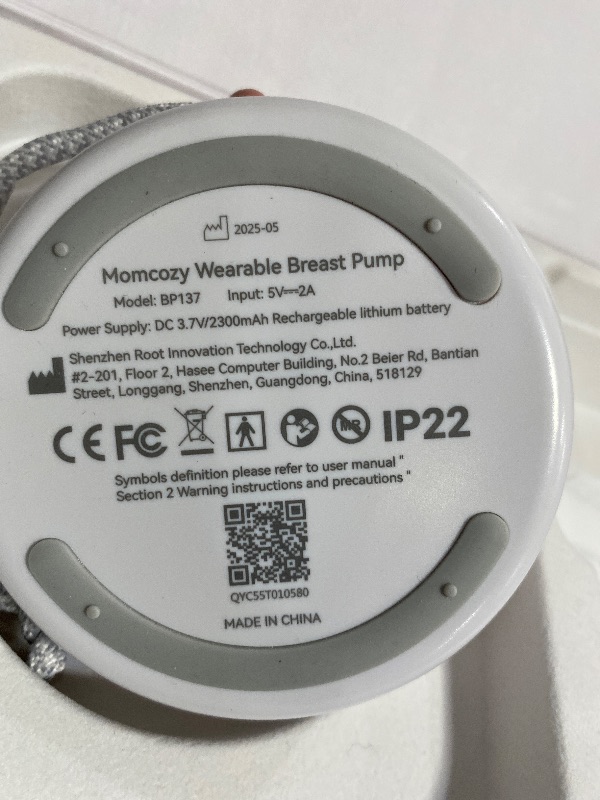 2025-05
Momcozy Wearable Breast Pump
Model: BP137 Input: 5V⎓2A
Power Supply: DC 3.7V/2300mAh Rechargeable lithium battery
Shenzhen Root Innovation Technology Co.,Ltd.
#2-201, Floor 2, Hasee Computer Building, No.2 Beier Rd, Bantian
Street, Longgang, Shenzhen, Guangdong, China, 518129
CE FC MR IP22
Symbols definition please refer to user manual "
Section 2 Warning instructions and precautions "
QYC55T010580
MADE IN CHINA